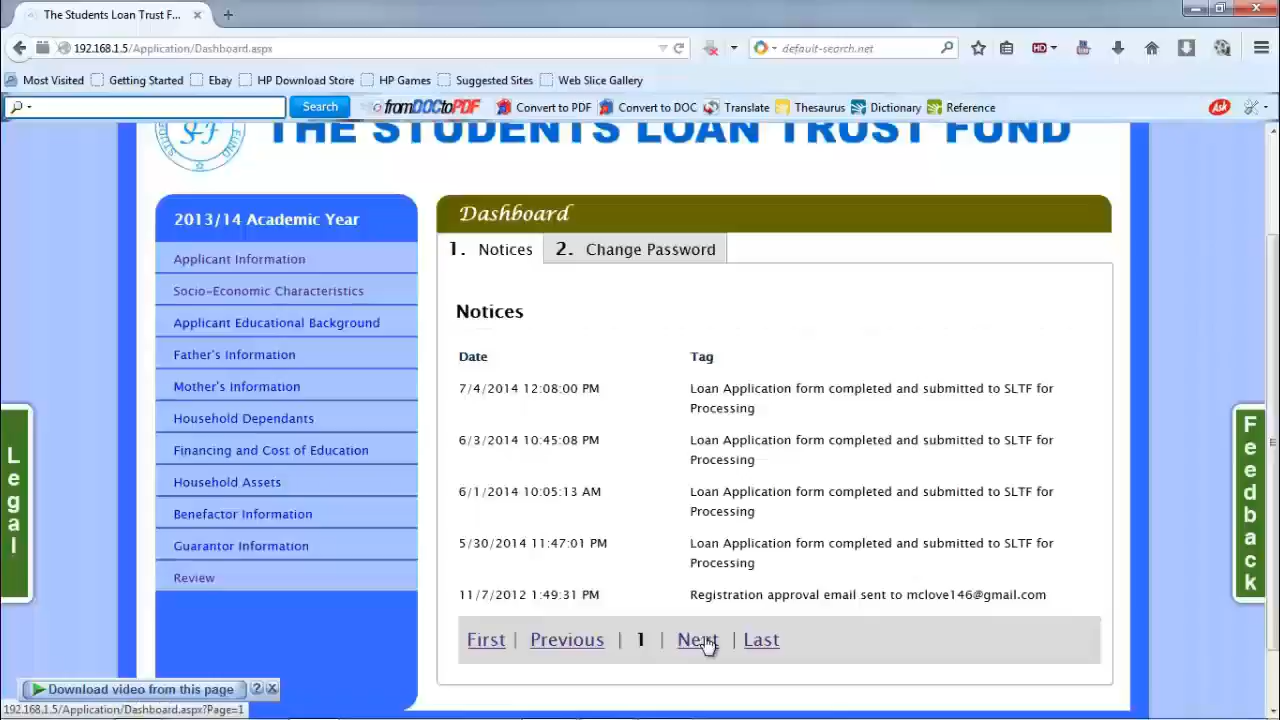 The Students Loan Trust F...
192.168.1.5/Application/Dashboard.aspx
default-search.net
HD
Most Visited Getting Started Ebay HP Download Store HP Games Suggested Sites Web Slice Gallery
Search fromDOCtoPDF Convert to PDF Convert to DOC Translate Thesaurus Dictionary Reference Ask
THE STUDENTS LOAN TRUST FUND
2013/14 Academic Year
Applicant Information
Socio-Economic Characteristics
Applicant Educational Background
Father's Information
Mother's Information
Household Dependants
Financing and Cost of Education
Household Assets
Benefactor Information
Guarantor Information
Review
Dashboard
1. Notices 2. Change Password
Notices
Date Tag
7/4/2014 12:08:00 PM Loan Application form completed and submitted to SLTF for
Processing
6/3/2014 10:45:08 PM Loan Application form completed and submitted to SLTF for
Processing
6/1/2014 10:05:13 AM Loan Application form completed and submitted to SLTF for
Processing
5/30/2014 11:47:01 PM Loan Application form completed and submitted to SLTF for
Processing
11/7/2012 1:49:31 PM Registration approval email sent to mclove146@gmail.com
First | Previous | 1 | Next | Last
Legal
Feedback
Download video from this page ? X
192.168.1.5/Application/Dashboard.aspx?Page=1